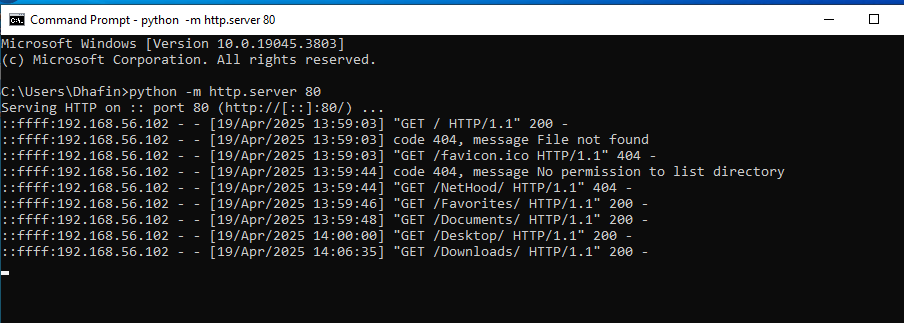 Command Prompt - python -m http.server 80
Microsoft Windows [Version 10.0.19045.3803]
(c) Microsoft Corporation. All rights reserved.
C:\Users\Dhafin>python -m http.server 80
Serving HTTP on :: port 80 (http://[::]:80/) ...
::ffff:192.168.56.102 - - [19/Apr/2025 13:59:03] "GET / HTTP/1.1" 200 -
::ffff:192.168.56.102 - - [19/Apr/2025 13:59:03] code 404, message File not found
::ffff:192.168.56.102 - - [19/Apr/2025 13:59:03] "GET /favicon.ico HTTP/1.1" 404 -
::ffff:192.168.56.102 - - [19/Apr/2025 13:59:44] code 404, message No permission to list directory
::ffff:192.168.56.102 - - [19/Apr/2025 13:59:44] "GET /NetHood/ HTTP/1.1" 404 -
::ffff:192.168.56.102 - - [19/Apr/2025 13:59:46] "GET /Favorites/ HTTP/1.1" 200 -
::ffff:192.168.56.102 - - [19/Apr/2025 13:59:48] "GET /Documents/ HTTP/1.1" 200 -
::ffff:192.168.56.102 - - [19/Apr/2025 14:00:00] "GET /Desktop/ HTTP/1.1" 200 -
::ffff:192.168.56.102 - - [19/Apr/2025 14:06:35] "GET /Downloads/ HTTP/1.1" 200 -